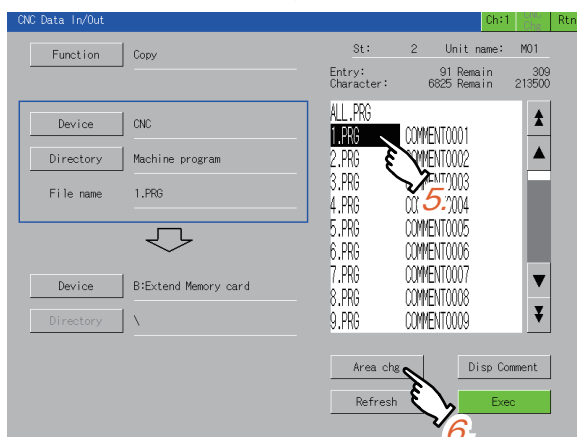 CNC Data In/Out Ch:1 CNC Chg Rtn
Function Copy
St: 2 Unit name: M01
Entry: 91 Remain 309
Character: 6825 Remain 213500
Device CNC
Directory Machine program
File name 1.PRG
Device B:Extend Memory card
Directory \
ALL.PRG
1.PRG COMMENT0001
2.PRG COMMENT0002
3.PRG
4.PRG
5.PRG COMMENT0005
6.PRG COMMENT0006
7.PRG COMMENT0007
8.PRG COMMENT0008
9.PRG COMMENT0009
5.
Area chg Disp Comment
Refresh Exec
6.